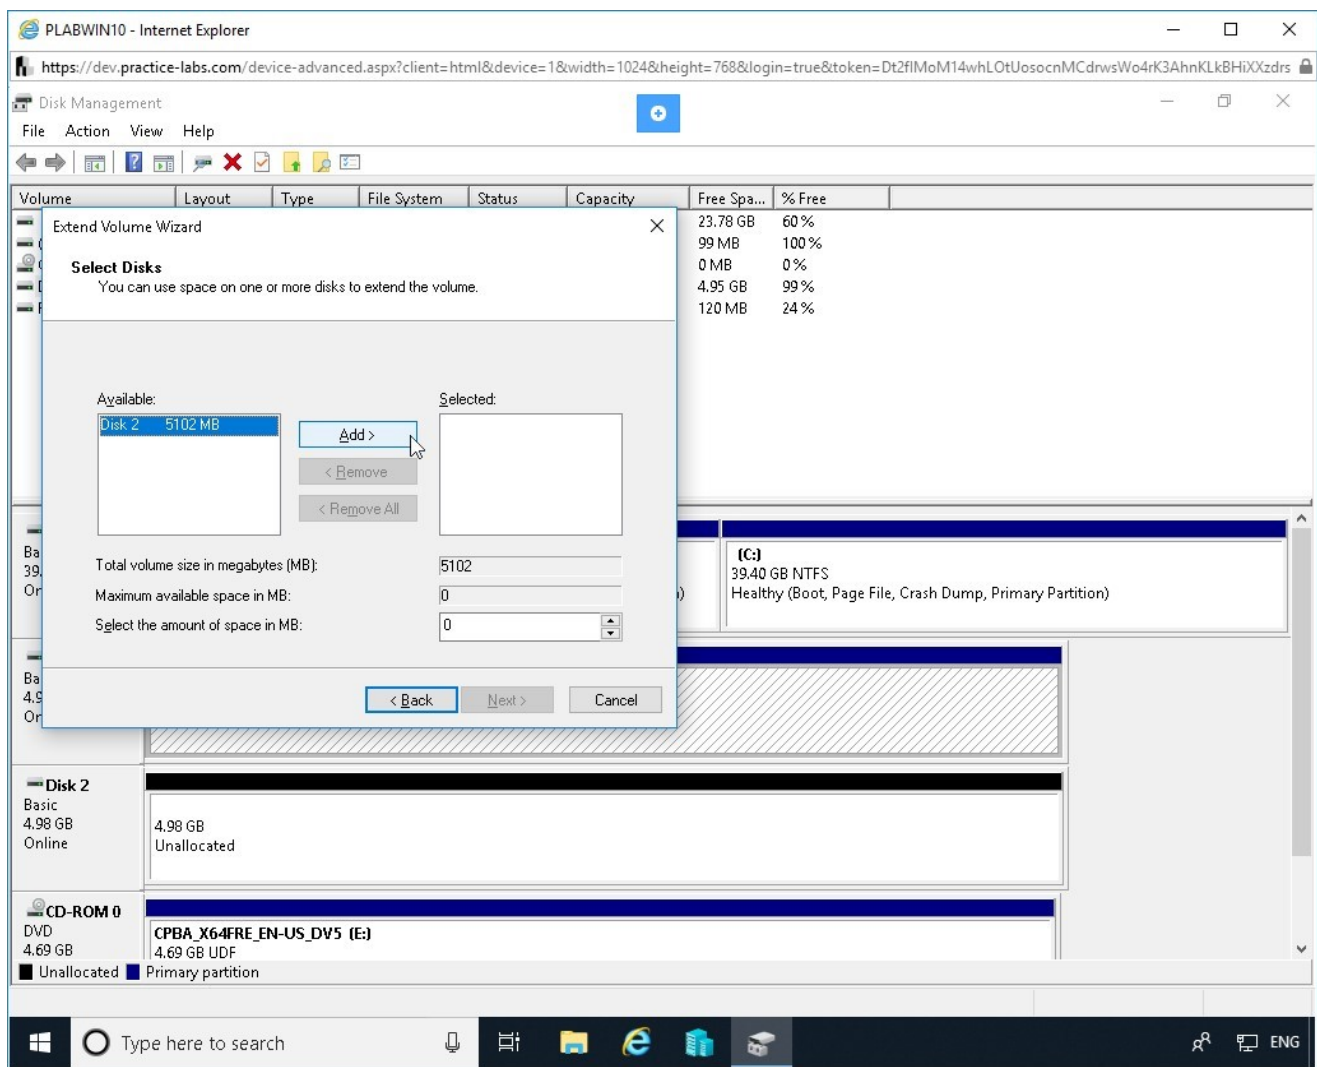 PLABWIN10 - Internet Explorer
https://dev.practice-labs.com/device-advanced.aspx?client=html&device=1&width=1024&height=768&login=true&token=Dt2flMoM14whLOtUosocnMCdrwsWo4rK3AhnKLkBHiXXzdrs
Disk Management
File Action View Help
Volume Layout Type File System Status Capacity Free Spa... % Free
23.78 GB 60 %
99 MB 100 %
0 MB 0 %
4.95 GB 99 %
120 MB 24 %
Extend Volume Wizard
Select Disks
You can use space on one or more disks to extend the volume.
Available: Selected:
Disk 2 5102 MB
Add >
< Remove
< Remove All
Total volume size in megabytes (MB): 5102
Maximum available space in MB: 0
Select the amount of space in MB: 0
< Back Next > Cancel
Ba
39.
Or
(C:)
39.40 GB NTFS
Healthy (Boot, Page File, Crash Dump, Primary Partition)
Ba
4.9
Or
Disk 2
Basic
4.98 GB
Online
4.98 GB
Unallocated
CD-ROM 0
DVD
4.69 GB
CPBA_X64FRE_EN-US_DV5 (E:)
4.69 GB UDF
Unallocated Primary partition
Type here to search
ENG